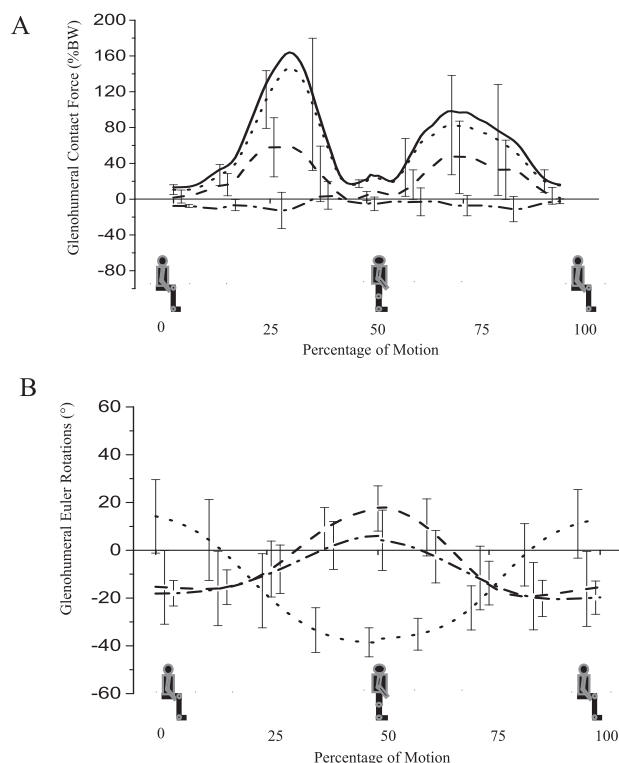 A
Glenohumeral Contact Force (%BW)
200
160
120
80
40
0
-40
-80
0 25 50 75 100
Percentage of Motion
B
Glenohumeral Euler Rotations (°)
60
40
20
0
-20
-40
-60
0 25 50 75 100
Percentage of Motion